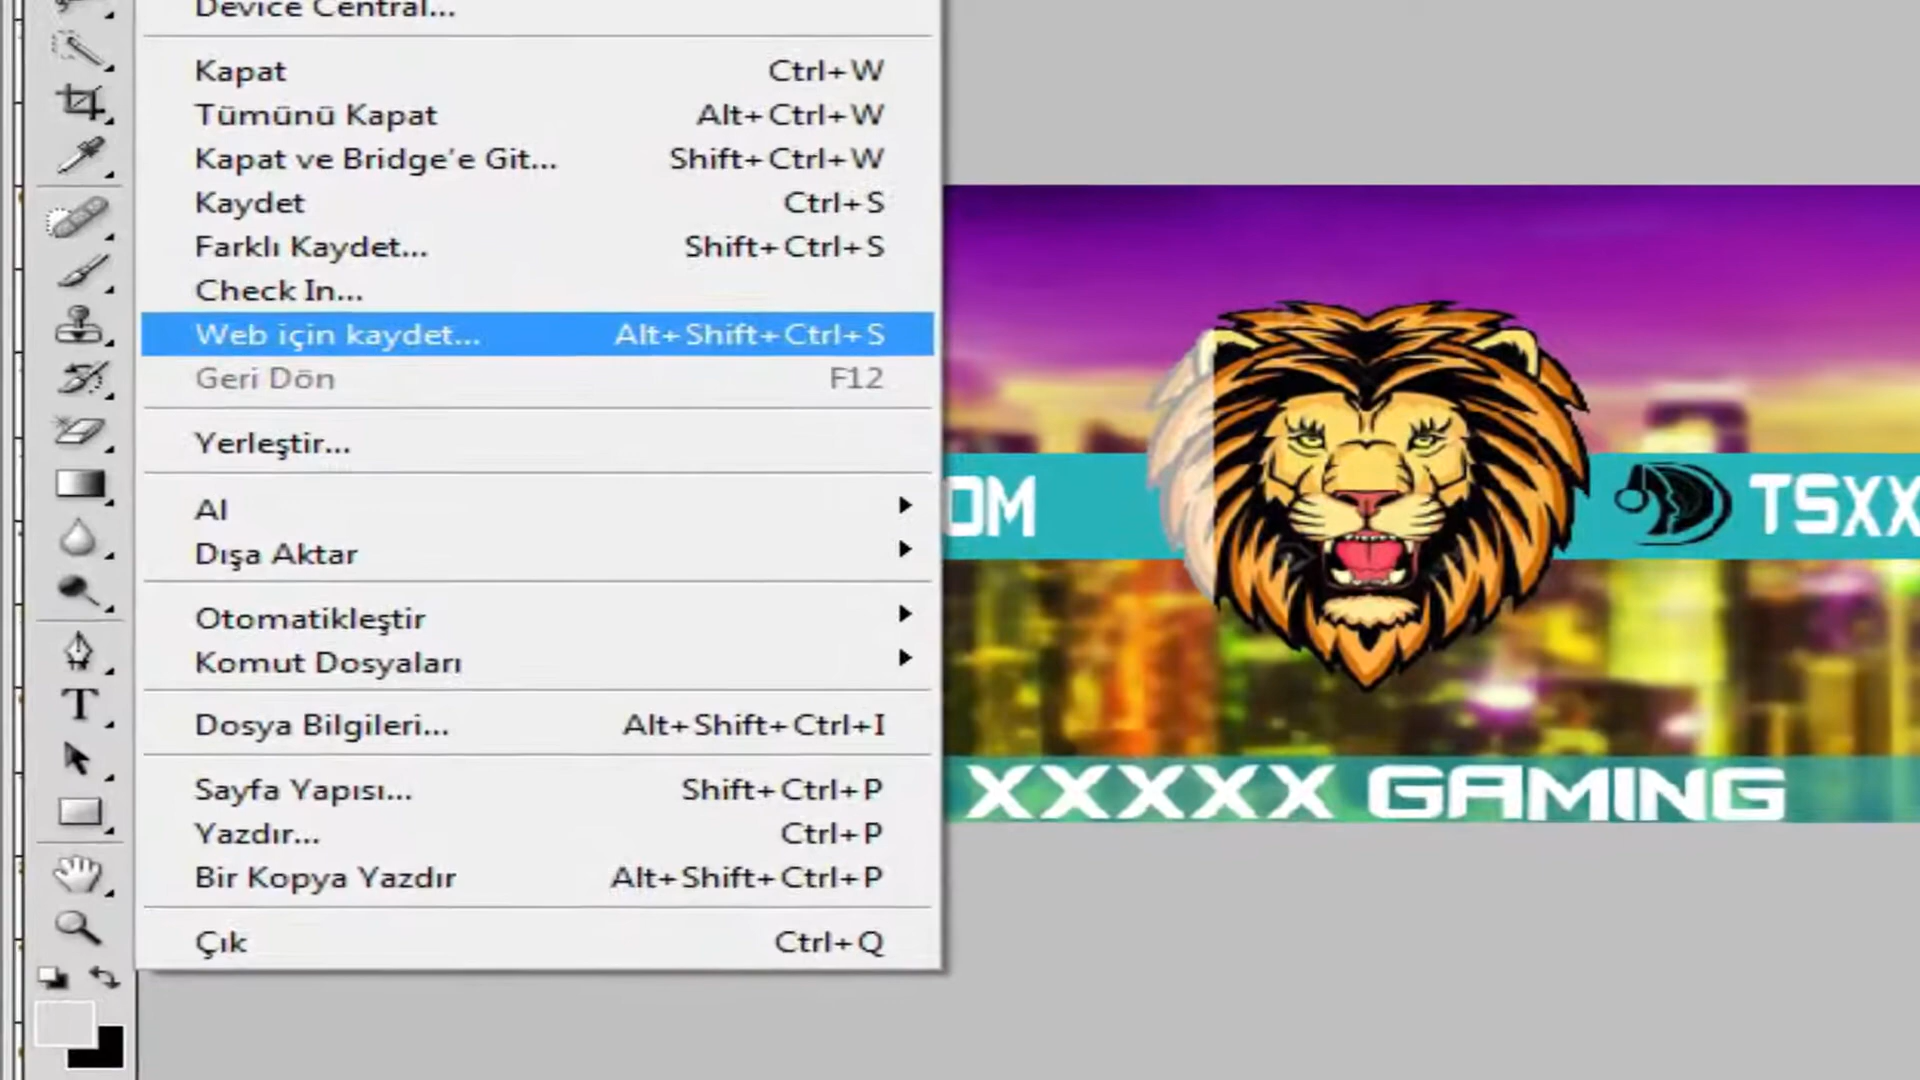 Device Central...
Kapat Ctrl+W
Tümünü Kapat Alt+Ctrl+W
Kapat ve Bridge'e Git... Shift+Ctrl+W
Kaydet Ctrl+S
Farklı Kaydet... Shift+Ctrl+S
Check In...
Web için kaydet... Alt+Shift+Ctrl+S
Geri Dön F12
Yerleştir...
Al
Dışa Aktar
Otomatikleştir
Komut Dosyaları
Dosya Bilgileri... Alt+Shift+Ctrl+I
Sayfa Yapısı... Shift+Ctrl+P
Yazdır... Ctrl+P
Bir Kopya Yazdır Alt+Shift+Ctrl+P
Çık Ctrl+Q
T
OM TSXX
XXXXX GAMING